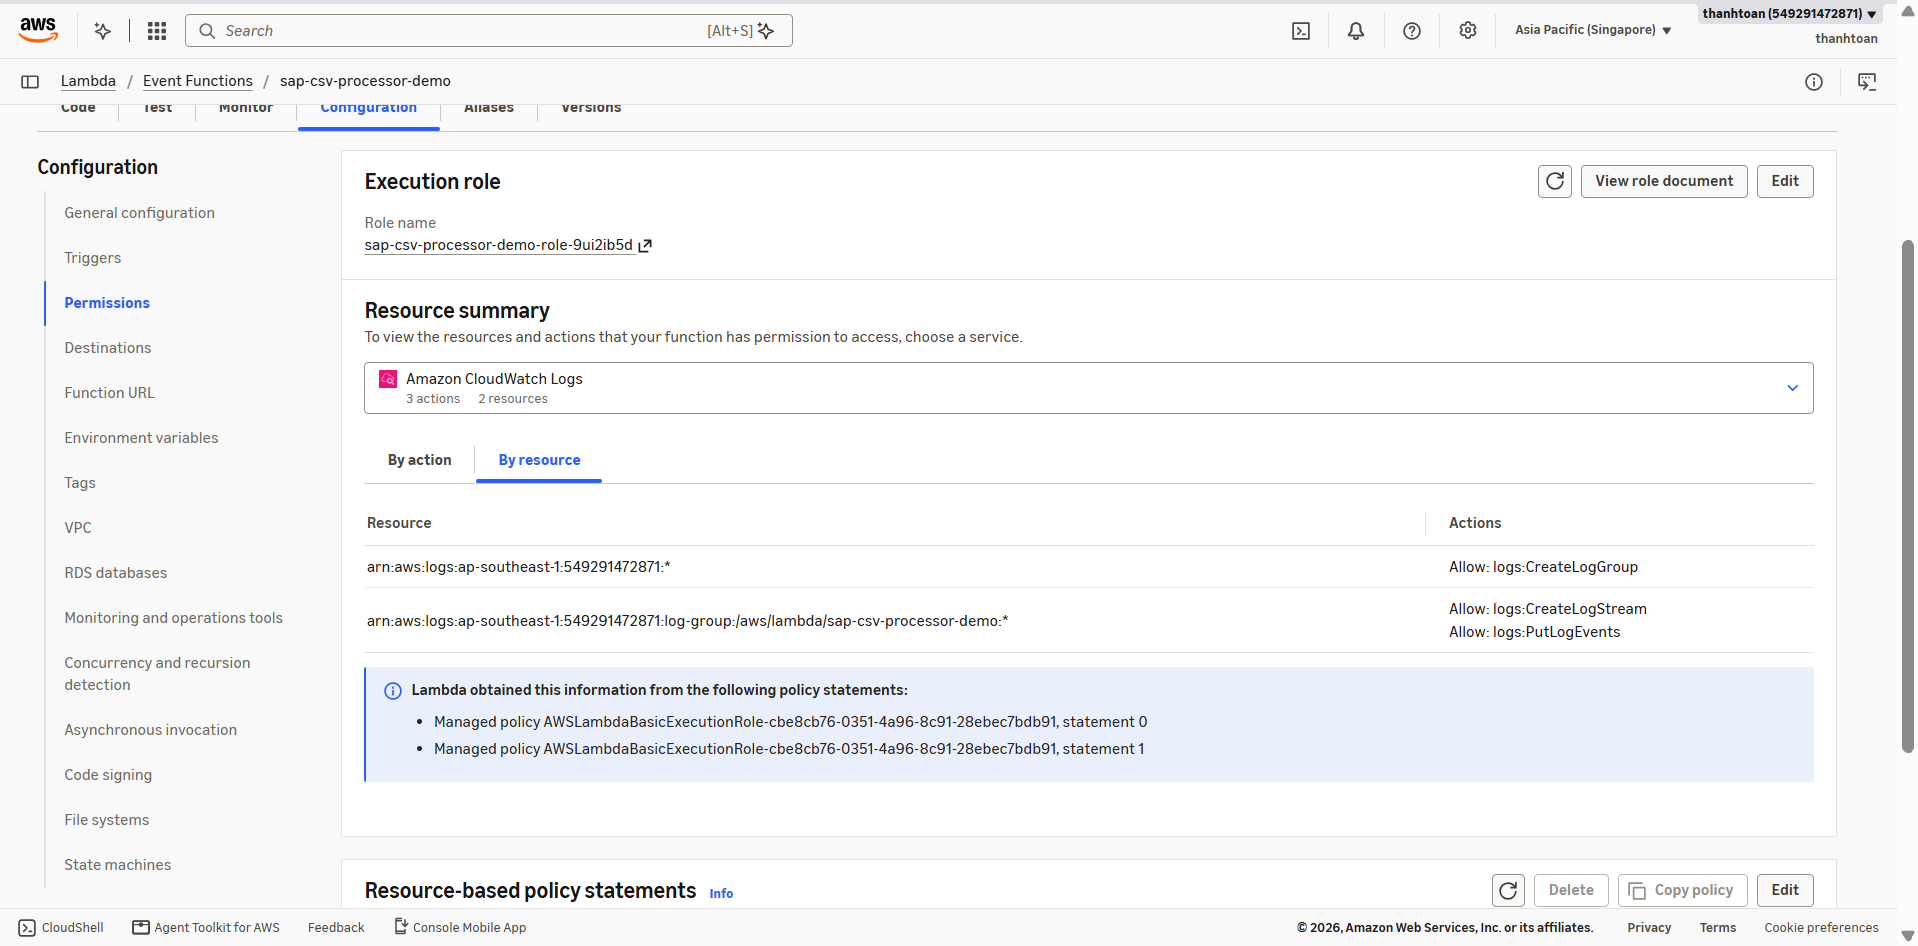 aws
Search
[Alt+S]
Asia Pacific (Singapore)
thanhtoan (549291472871)
thanhtoan
Lambda / Event Functions / sap-csv-processor-demo
Code
Test
Monitor
Configuration
Aliases
Versions
Configuration
General configuration
Triggers
Permissions
Destinations
Function URL
Environment variables
Tags
VPC
RDS databases
Monitoring and operations tools
Concurrency and recursion
detection
Asynchronous invocation
Code signing
File systems
State machines
Execution role
View role document
Edit
Role name
sap-csv-processor-demo-role-9ui2ib5d
Resource summary
To view the resources and actions that your function has permission to access, choose a service.
Amazon CloudWatch Logs
3 actions 2 resources
By action
By resource
Resource
Actions
arn:aws:logs:ap-southeast-1:549291472871:*
Allow: logs:CreateLogGroup
arn:aws:logs:ap-southeast-1:549291472871:log-group:/aws/lambda/sap-csv-processor-demo:*
Allow: logs:CreateLogStream
Allow: logs:PutLogEvents
Lambda obtained this information from the following policy statements:
• Managed policy AWSLambdaBasicExecutionRole-cbe8cb76-0351-4a96-8c91-28ebec7bdb91, statement 0
• Managed policy AWSLambdaBasicExecutionRole-cbe8cb76-0351-4a96-8c91-28ebec7bdb91, statement 1
Resource-based policy statements Info
Delete
Copy policy
Edit
CloudShell
Agent Toolkit for AWS
Feedback
Console Mobile App
© 2026, Amazon Web Services, Inc. or its affiliates.
Privacy
Terms
Cookie preferences